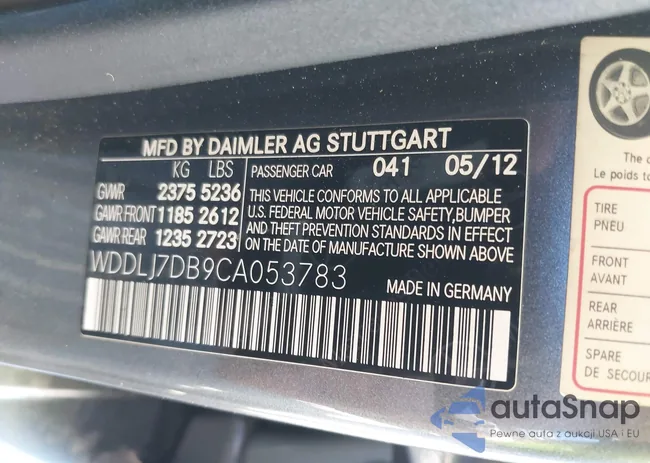 MFD BY DAIMLER AG STUTTGART
KG LBS PASSENGER CAR 041 05/12
GVWR 2375 5236
GAWR FRONT 1185 2612
GAWR REAR 1235 2723
THIS VEHICLE CONFORMS TO ALL APPLICABLE
U.S. FEDERAL MOTOR VEHICLE SAFETY,BUMPER
AND THEFT PREVENTION STANDARDS IN EFFECT
ON THE DATE OF MANUFACTURE SHOWN ABOVE
WDDLJ7DB9CA053783
MADE IN GERMANY
The c
Le poids to
TIRE
PNEU
FRONT
AVANT
REAR
ARRIÈRE
SPARE
DE SECOUR
autaSnap
Pewne auta z aukcji USA i EU